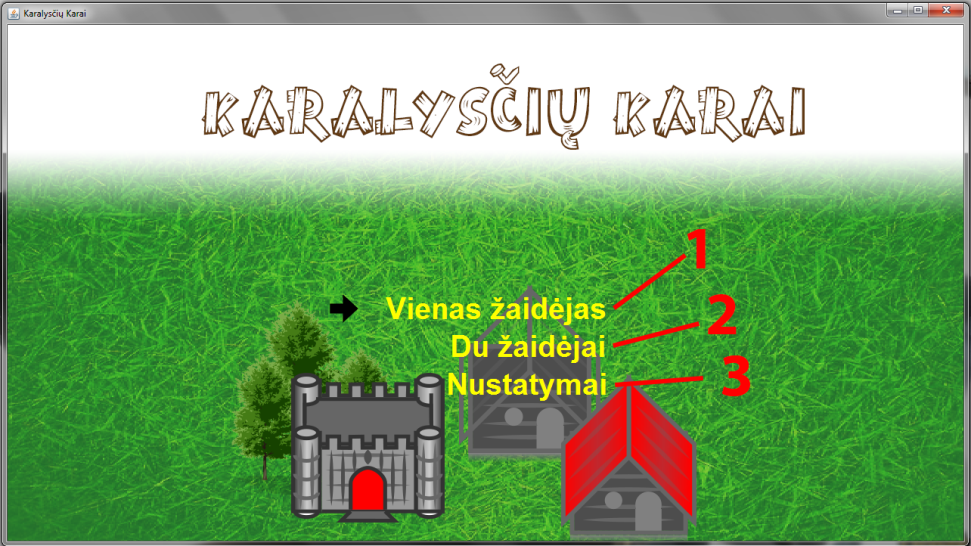 Karalysčių Karai
KARALYSČIŲ KARAI
1
Vienas žaidėjas
2
Du žaidėjai
3
Nustatymai